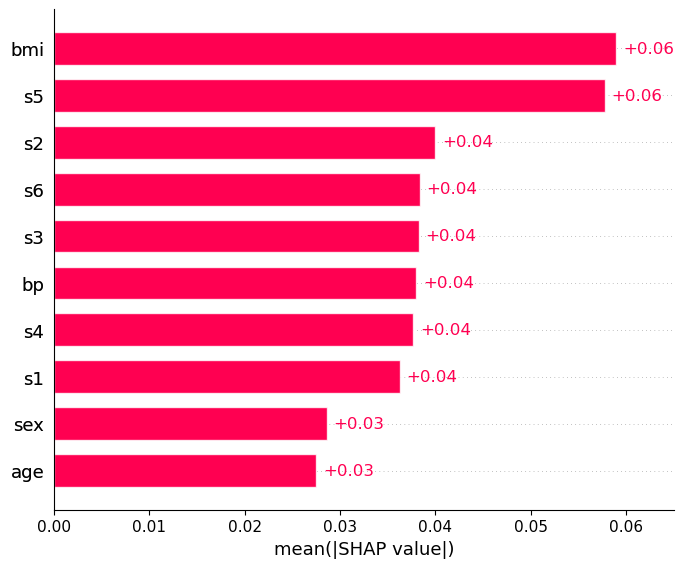 bmi +0.06
s5 +0.06
s2 +0.04
s6 +0.04
s3 +0.04
bp +0.04
s4 +0.04
s1 +0.04
sex +0.03
age +0.03
0.00 0.01 0.02 0.03 0.04 0.05 0.06
mean(|SHAP value|)